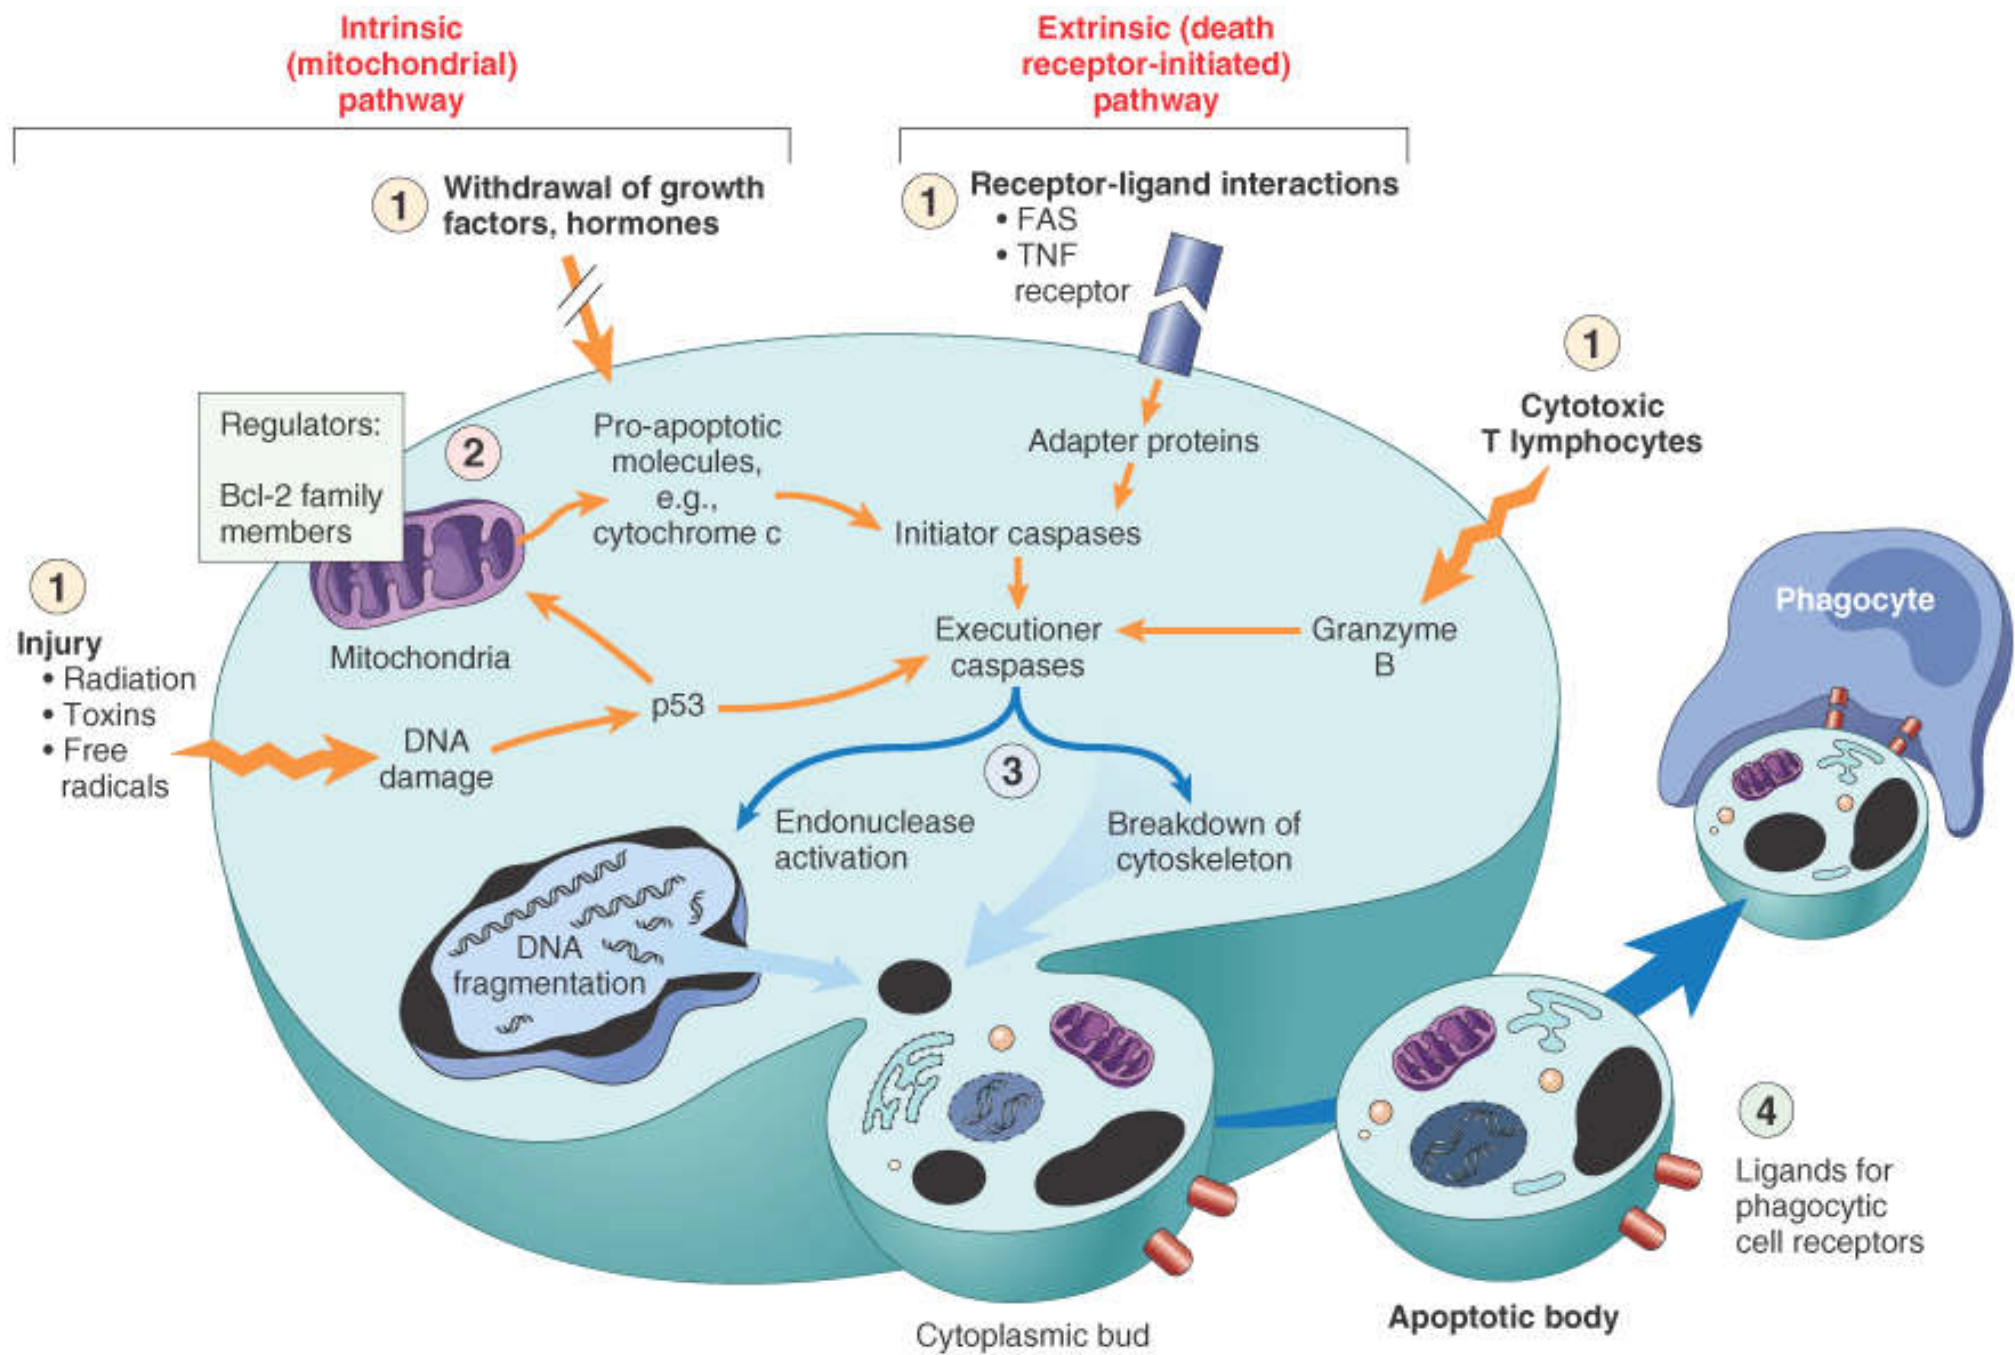 Intrinsic
(mitochondrial)
pathway
Extrinsic (death
receptor-initiated)
pathway
1
Withdrawal of growth
factors, hormones
1
Receptor-ligand interactions
• FAS
• TNF
receptor
1
Cytotoxic
T lymphocytes
Regulators:
Bcl-2 family
members
2
Pro-apoptotic
molecules,
e.g.,
cytochrome c
Adapter proteins
Initiator caspases
1
Injury
• Radiation
• Toxins
• Free
radicals
Mitochondria
Executioner
caspases
Granzyme
B
Phagocyte
p53
DNA
damage
3
Endonuclease
activation
Breakdown of
cytoskeleton
DNA
fragmentation
4
Ligands for
phagocytic
cell receptors
Cytoplasmic bud
Apoptotic body